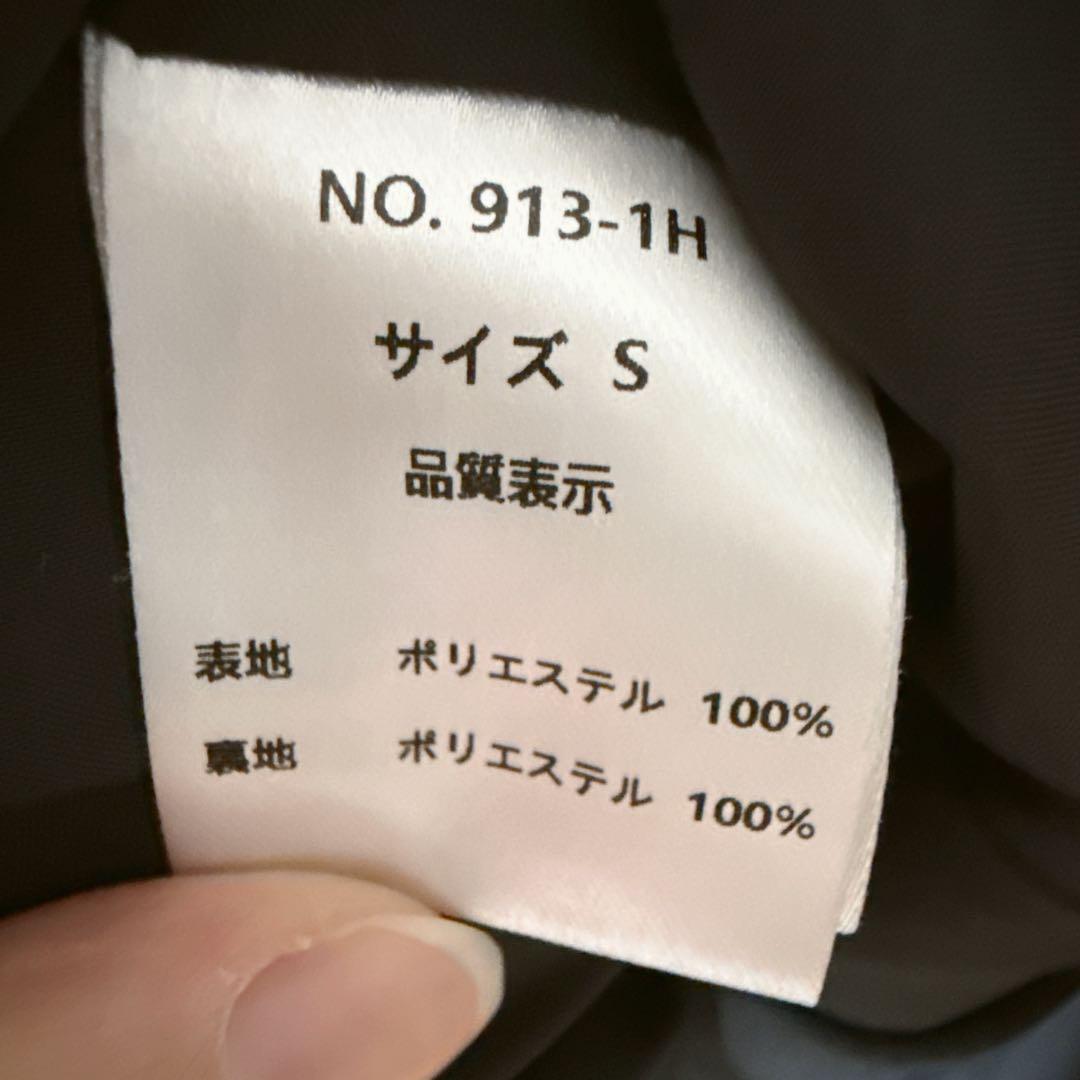 NO. 913-1H
サイズ S
品質表示
表地 ポリエステル 100%
裏地 ポリエステル 100%